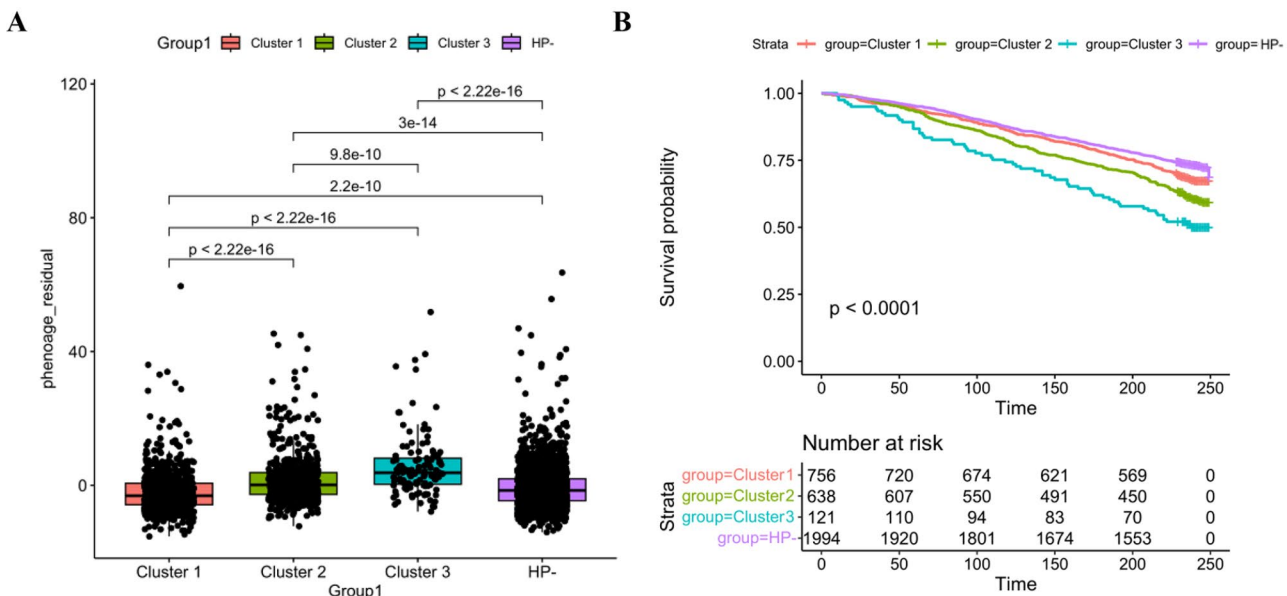 A
Group1 Cluster 1 Cluster 2 Cluster 3 HP-
120
80
40
0
phenoage_residual
p < 2.22e-16
3e-14
9.8e-10
2.2e-10
p < 2.22e-16
p < 2.22e-16
Cluster 1 Cluster 2 Cluster 3 HP-
Group1
B
Strata group=Cluster 1 group=Cluster 2 group=Cluster 3 group=HP-
1.00
0.75
0.50
0.25
0.00
Survival probability
p < 0.0001
0 50 100 150 200 250
Time
Number at risk
Strata
group=Cluster1 756 720 674 621 569 0
group=Cluster2 638 607 550 491 450 0
group=Cluster3 121 110 94 83 70 0
group=HP- 1994 1920 1801 1674 1553 0
0 50 100 150 200 250
Time